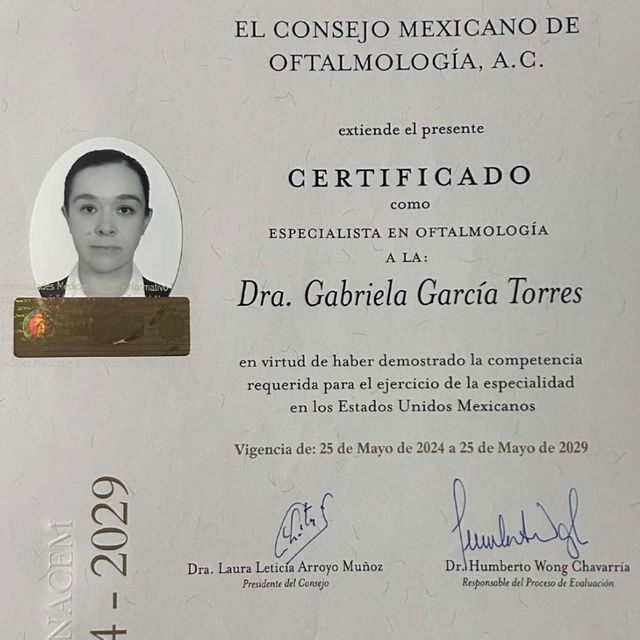 EL CONSEJO MEXICANO DE
OFTALMOLOGÍA, A.C.
extiende el presente
CERTIFICADO
como
ESPECIALISTA EN OFTALMOLOGÍA
A LA:
Dra. Gabriela García Torres
en virtud de haber demostrado la competencia
requerida para el ejercicio de la especialidad
en los Estados Unidos Mexicanos
Vigencia de: 25 de Mayo de 2024 a 25 de Mayo de 2029
Dra. Laura Leticia Arroyo Muñoz
Presidente del Consejo
Dr. Humberto Wong Chavarría
Responsable del Proceso de Evaluación
NACEM
4 - 2029